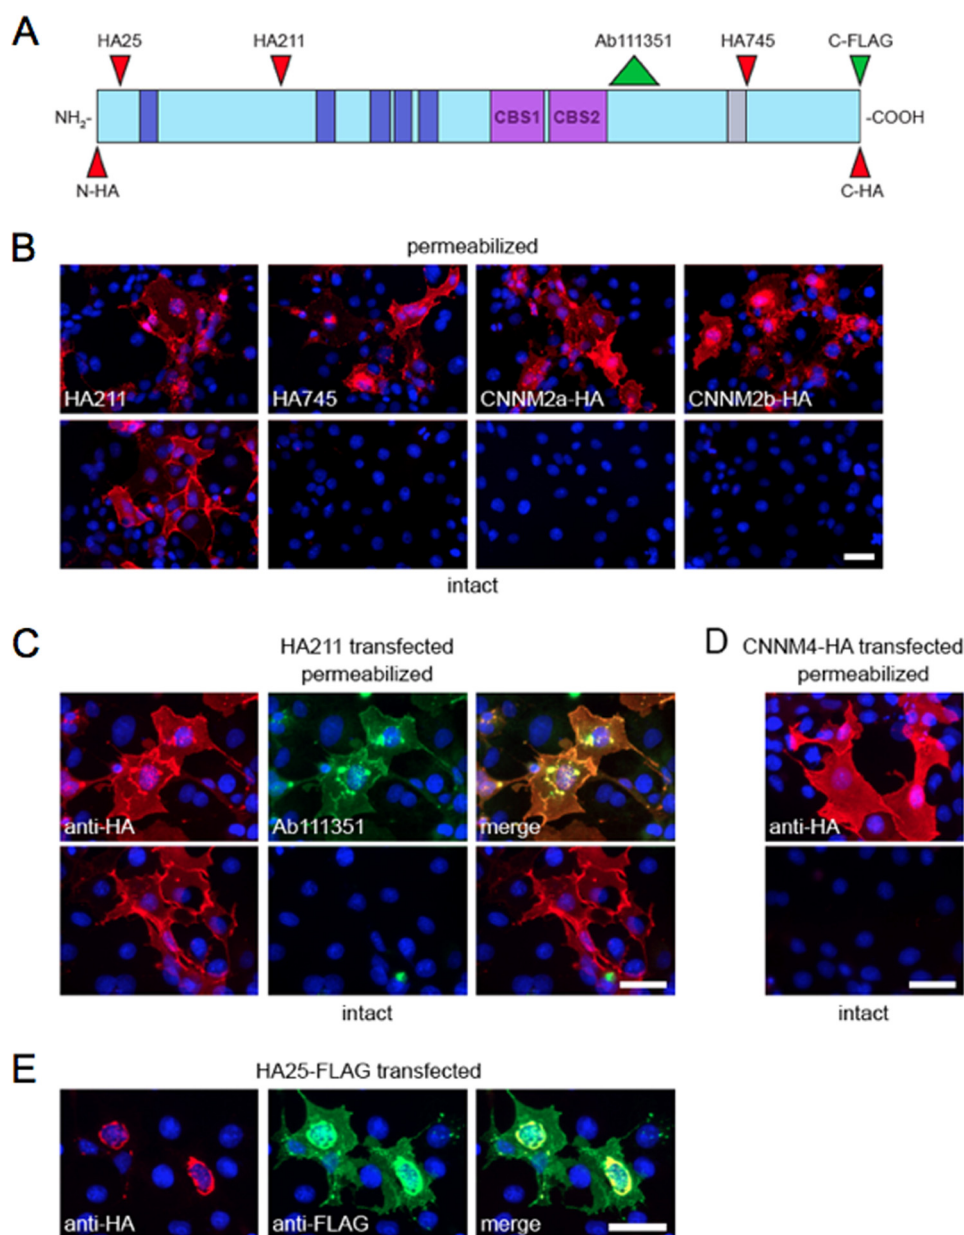 A
HA25 HA211 Ab111351 HA745 C-FLAG
NH₂- CBS1 CBS2 -COOH
N-HA C-HA
B
permeabilized
HA211 HA745 CNNM2a-HA CNNM2b-HA
intact
C
HA211 transfected
permeabilized
anti-HA Ab111351 merge
intact
D
CNNM4-HA transfected
permeabilized
anti-HA
intact
E
HA25-FLAG transfected
anti-HA anti-FLAG merge